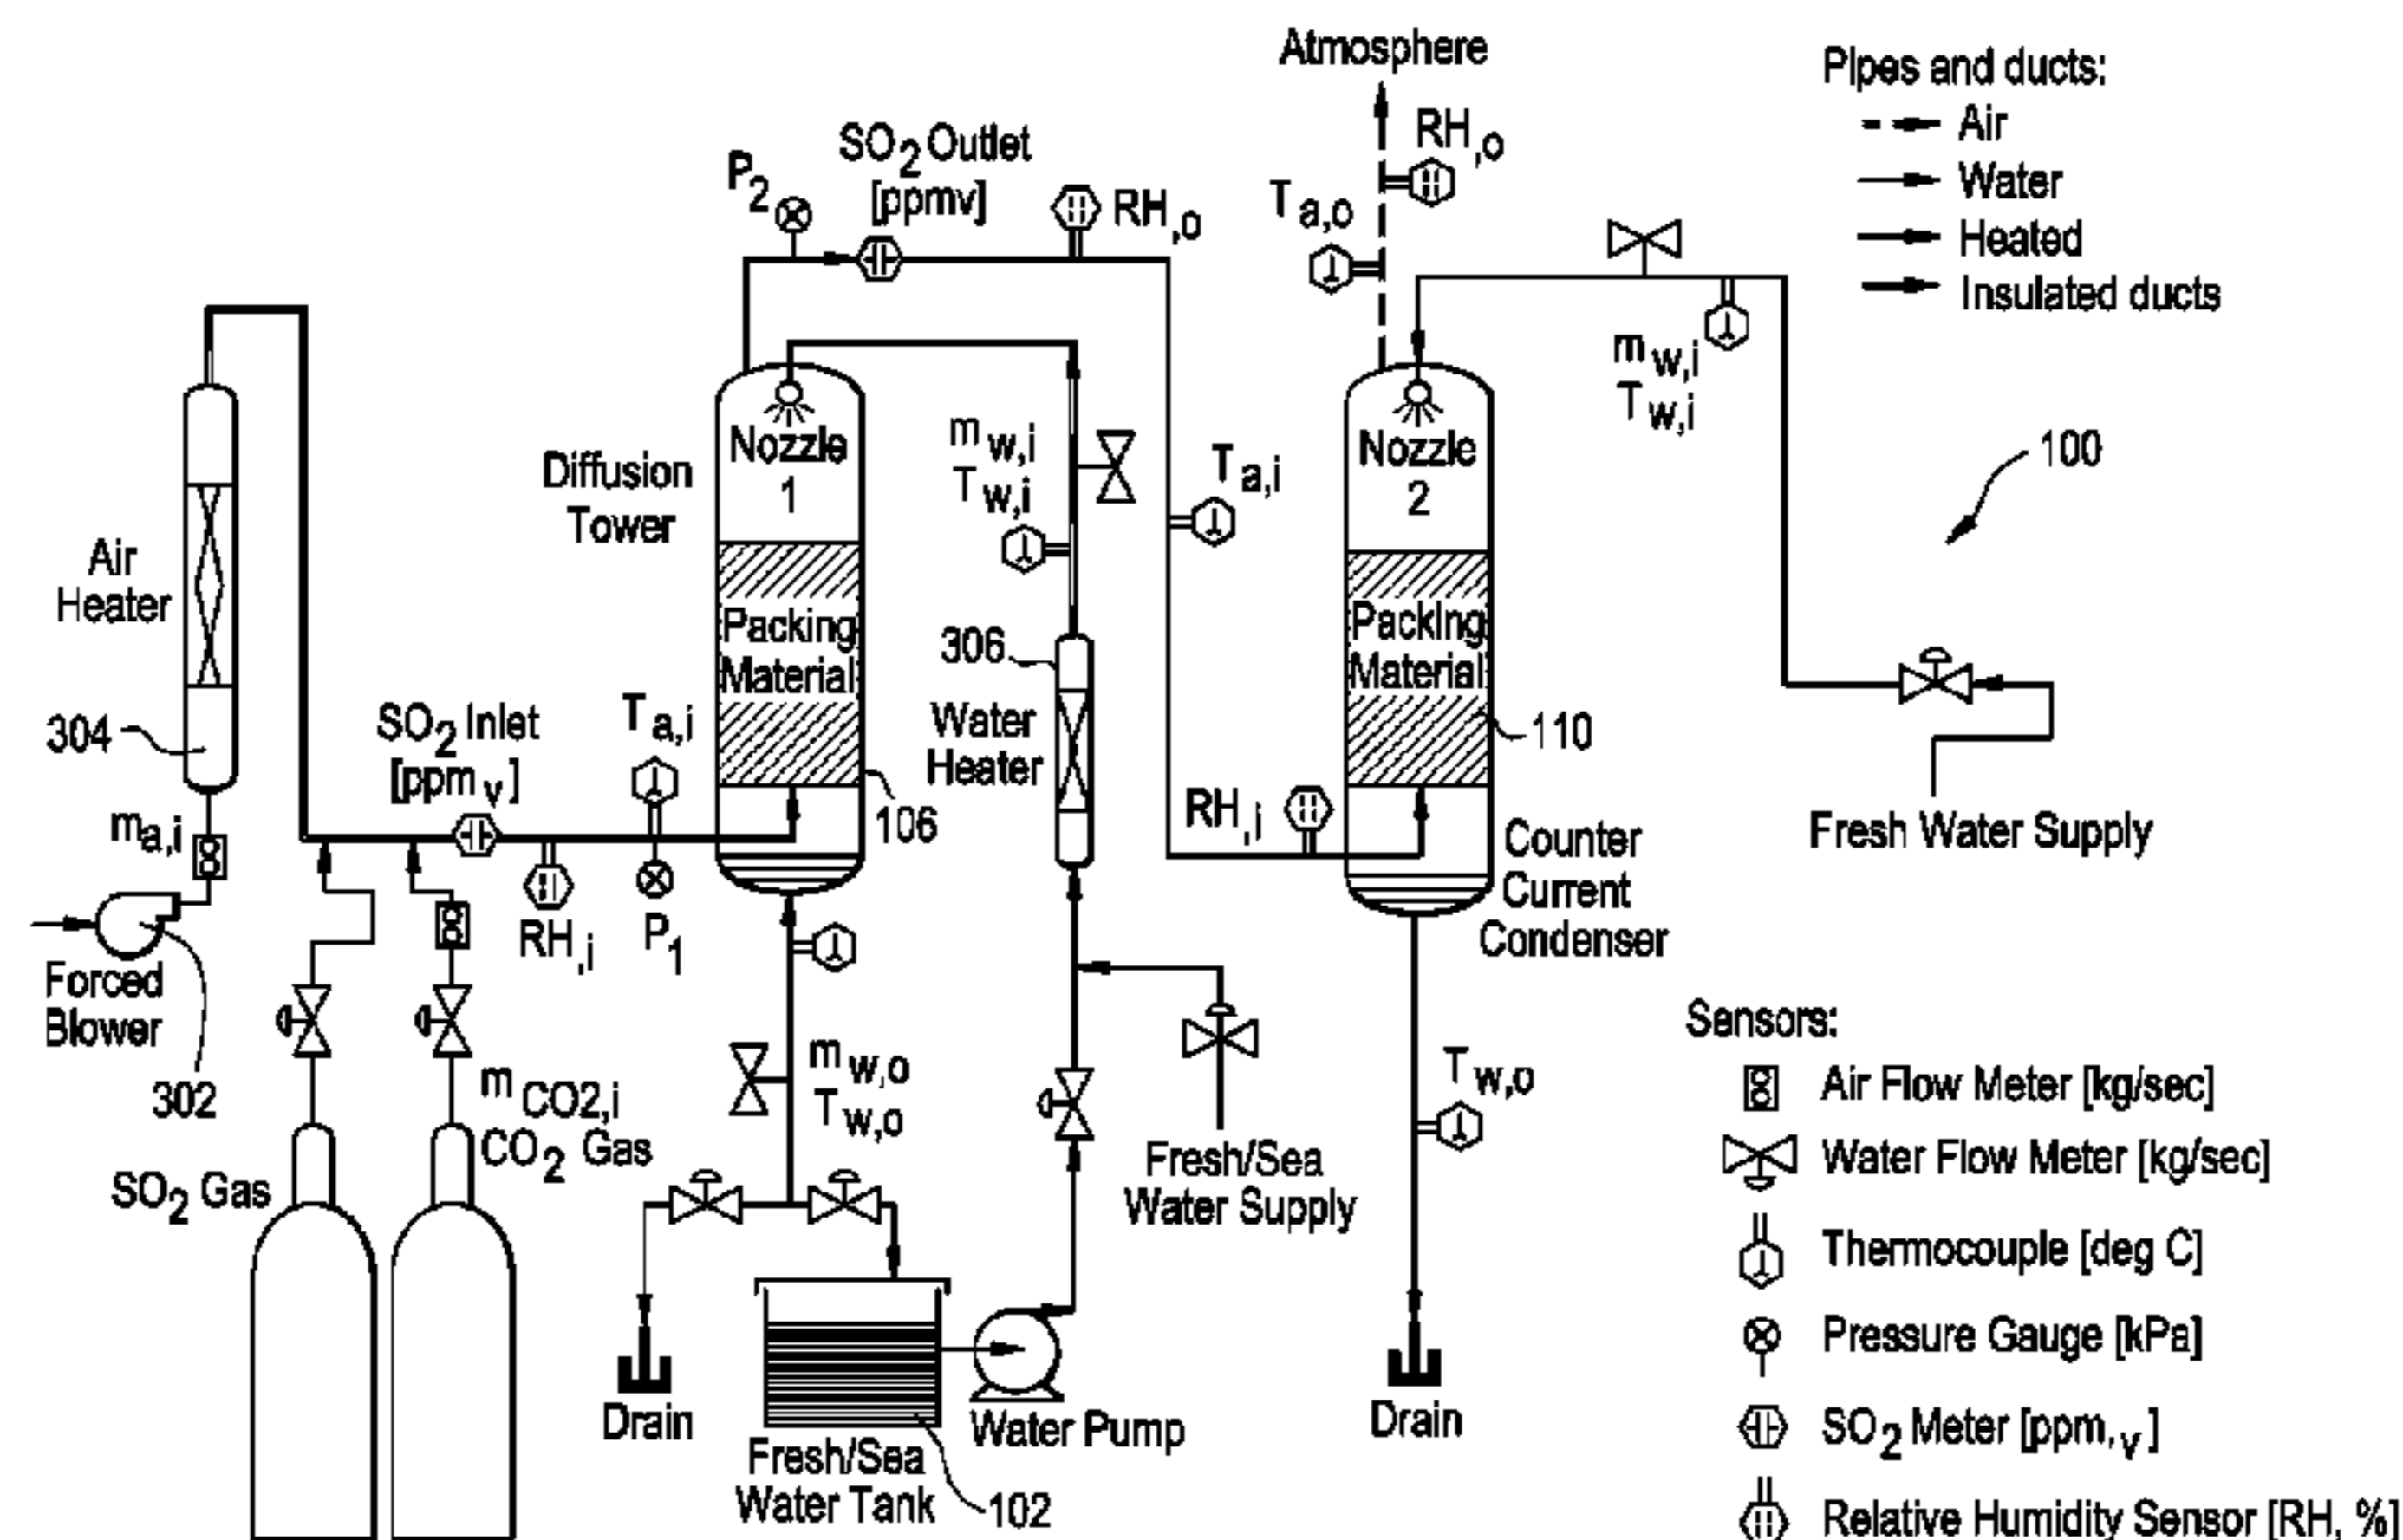 Atmosphere
RH,o
Ta,o
Pipes and ducts:
Air
Water
Heated
Insulated ducts
P2
SO2 Outlet
[ppmv]
RH,o
mw,i
Tw,i
100
Nozzle
1
Diffusion
Tower
mw,i
Tw,i
Ta,i
Nozzle
2
Air
Heater
304
Packing
Material
306
Water
Heater
Packing
Material
110
SO2 Inlet
[ppmv]
Ta,i
106
ma,i
RH,i
P1
RH,i
Counter
Current
Condenser
Fresh Water Supply
Forced
Blower
302
mCO2,i
CO2 Gas
SO2 Gas
mw,o
Tw,o
Fresh/Sea
Water Supply
Tw,o
Drain
Fresh/Sea
Water Tank
102
Water Pump
Drain
Sensors:
Air Flow Meter [kg/sec]
Water Flow Meter [kg/sec]
Thermocouple [deg C]
Pressure Gauge [kPa]
SO2 Meter [ppm,v]
Relative Humidity Sensor [RH, %]